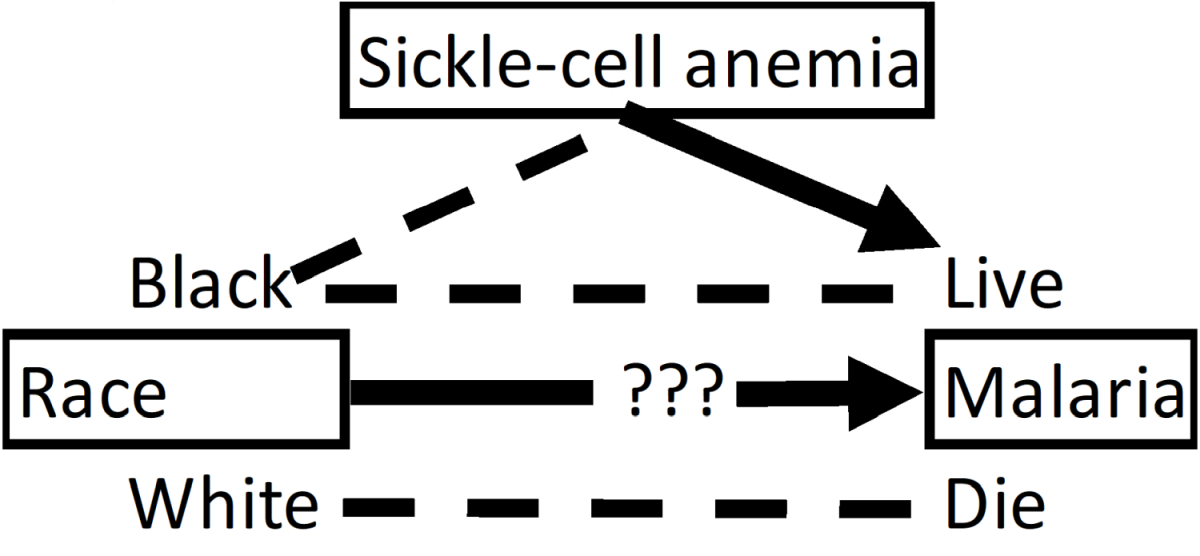 Sickle-cell anemia
Black
Live
Race
???
Malaria
White
Die